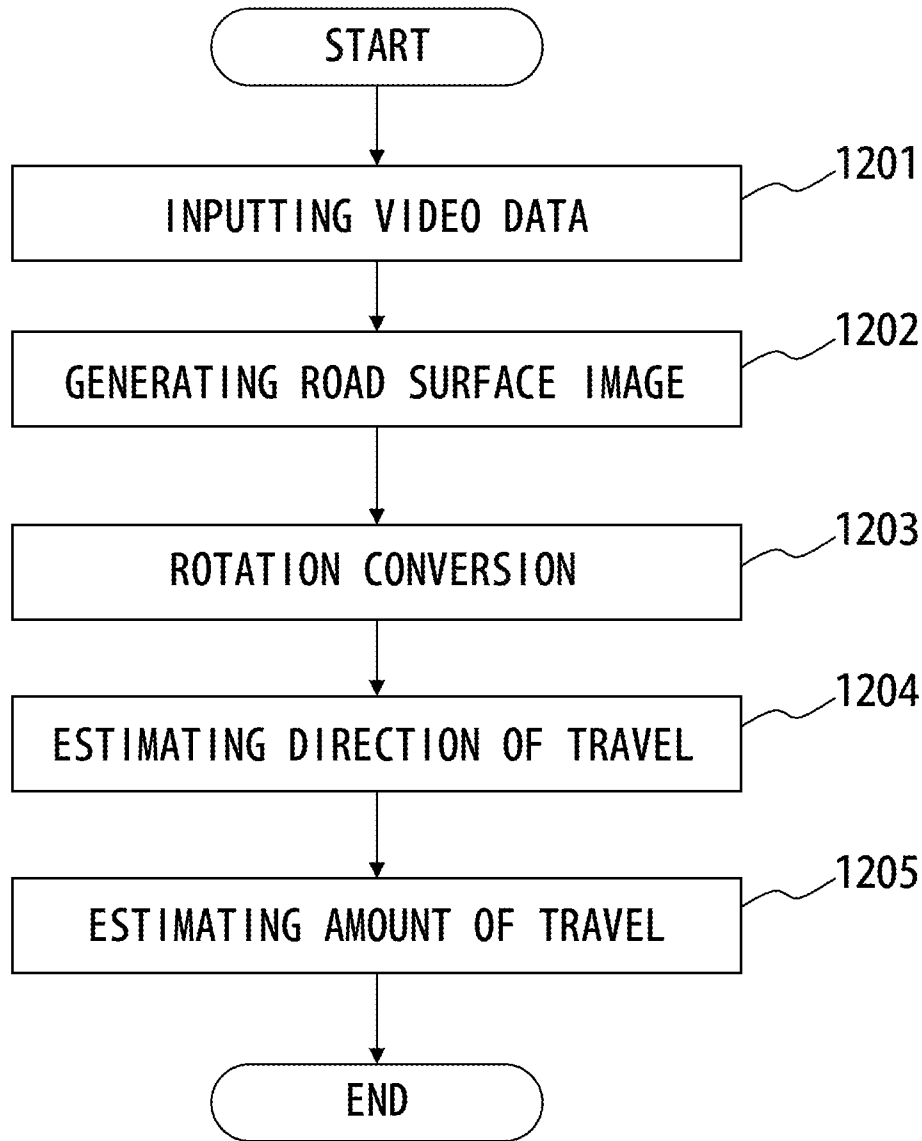 START
1201
INPUTTING VIDEO DATA
1202
GENERATING ROAD SURFACE IMAGE
1203
ROTATION CONVERSION
1204
ESTIMATING DIRECTION OF TRAVEL
1205
ESTIMATING AMOUNT OF TRAVEL
END